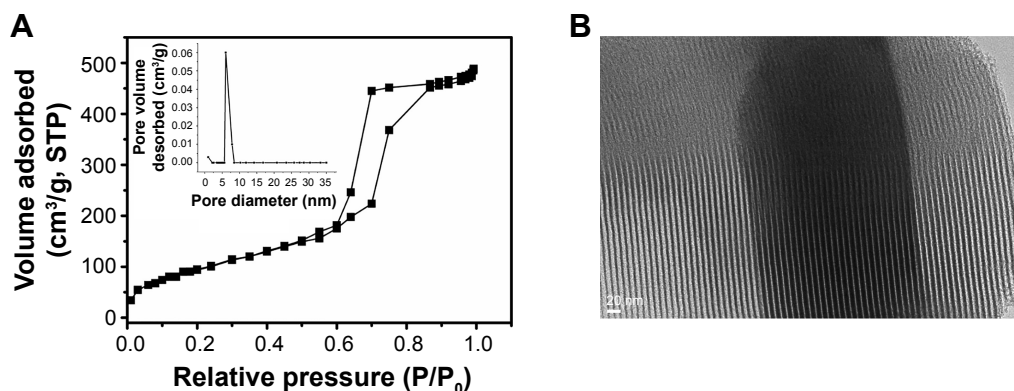 A
B
500
400
300
200
100
0
Volume adsorbed
(cm³/g, STP)
0.0 0.2 0.4 0.6 0.8 1.0
Relative pressure (P/P₀)
0.06
0.05
0.04
0.03
0.02
0.01
0.00
Pore volume
desorbed (cm³/g)
0 5 10 15 20 25 30 35
Pore diameter (nm)
20 nm